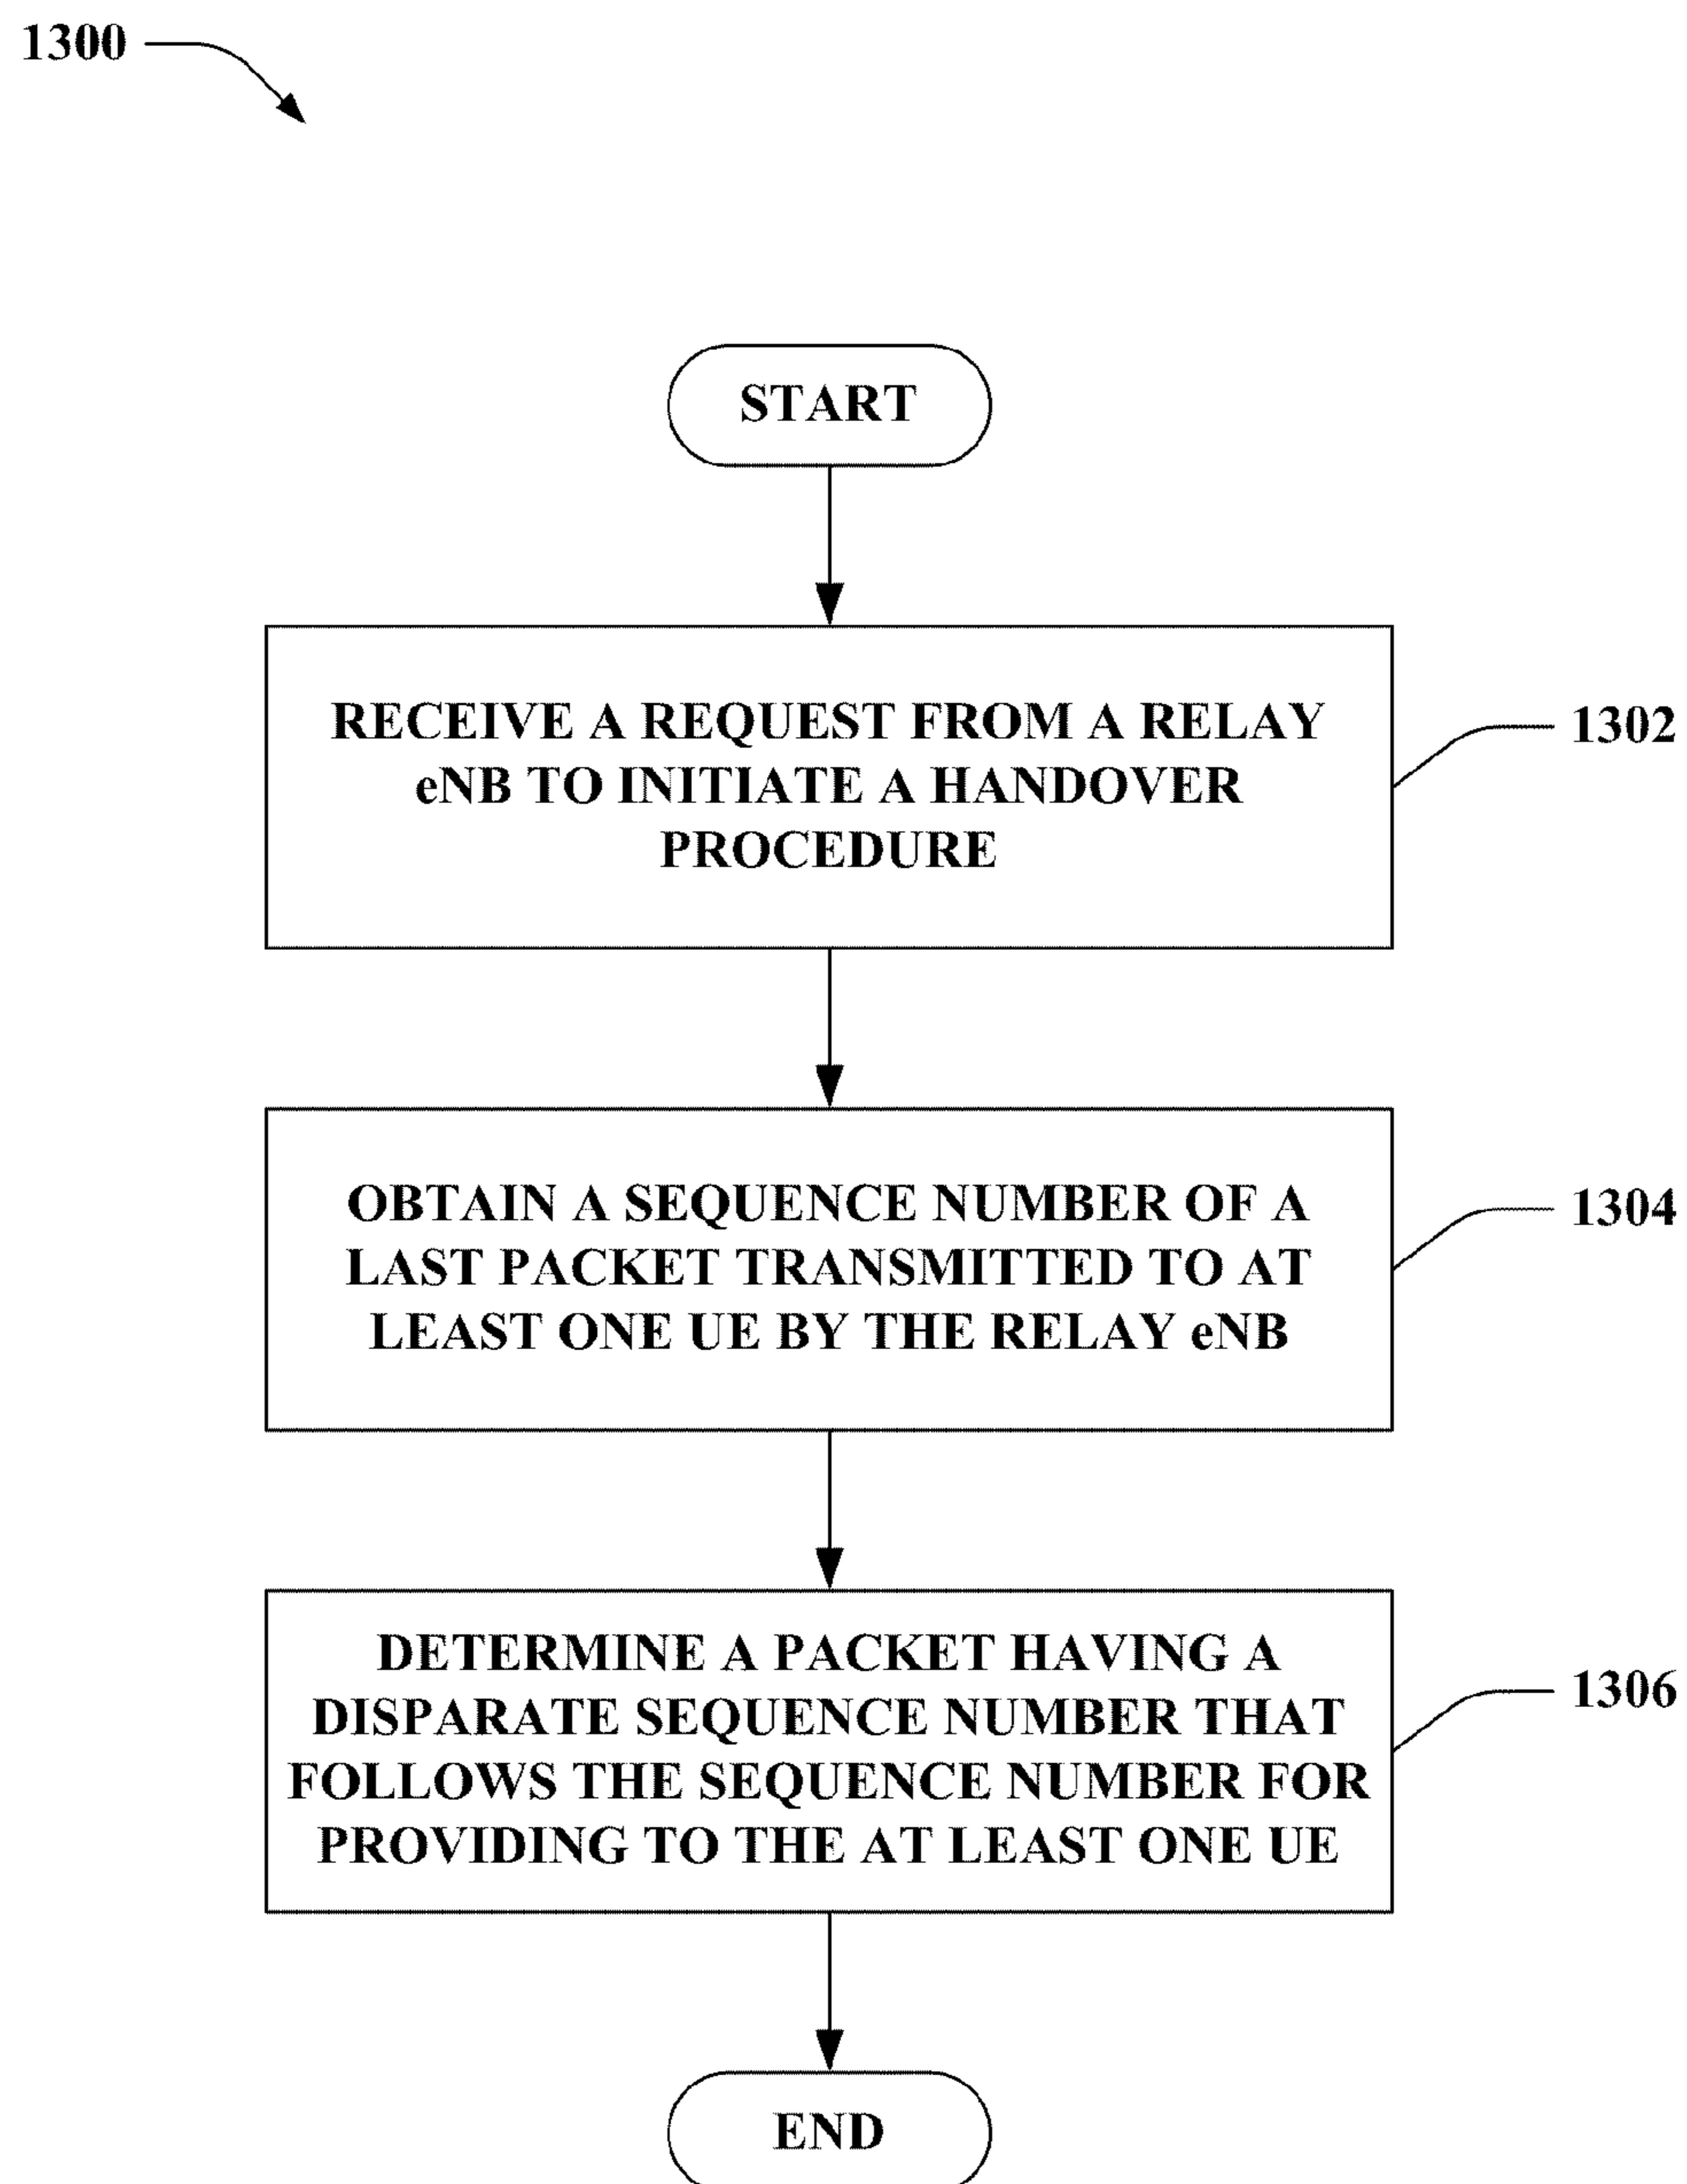 1300
START
RECEIVE A REQUEST FROM A RELAY
eNB TO INITIATE A HANDOVER
PROCEDURE
1302
OBTAIN A SEQUENCE NUMBER OF A
LAST PACKET TRANSMITTED TO AT
LEAST ONE UE BY THE RELAY eNB
1304
DETERMINE A PACKET HAVING A
DISPARATE SEQUENCE NUMBER THAT
FOLLOWS THE SEQUENCE NUMBER FOR
PROVIDING TO THE AT LEAST ONE UE
1306
END